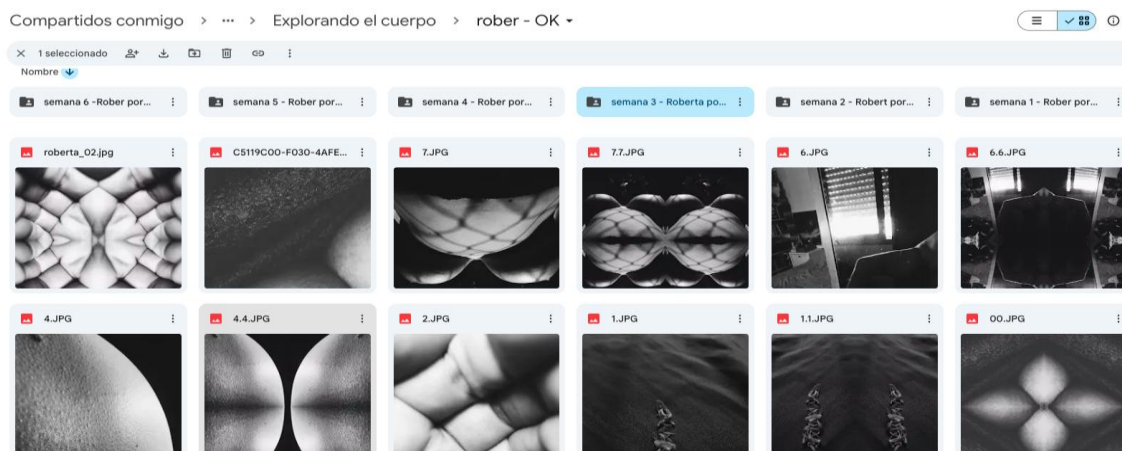 Compartidos conmigo > ... > Explorando el cuerpo > rober - OK
1 seleccionado
Nombre
semana 6 -Rober por...
semana 5 - Rober por...
semana 4 - Rober por...
semana 3 - Roberta po...
semana 2 - Robert por...
semana 1 - Rober por...
roberta_02.jpg
C5119C00-F030-4AFE...
7.JPG
7.7.JPG
6.JPG
6.6.JPG
4.JPG
4.4.JPG
2.JPG
1.JPG
1.1.JPG
00.JPG